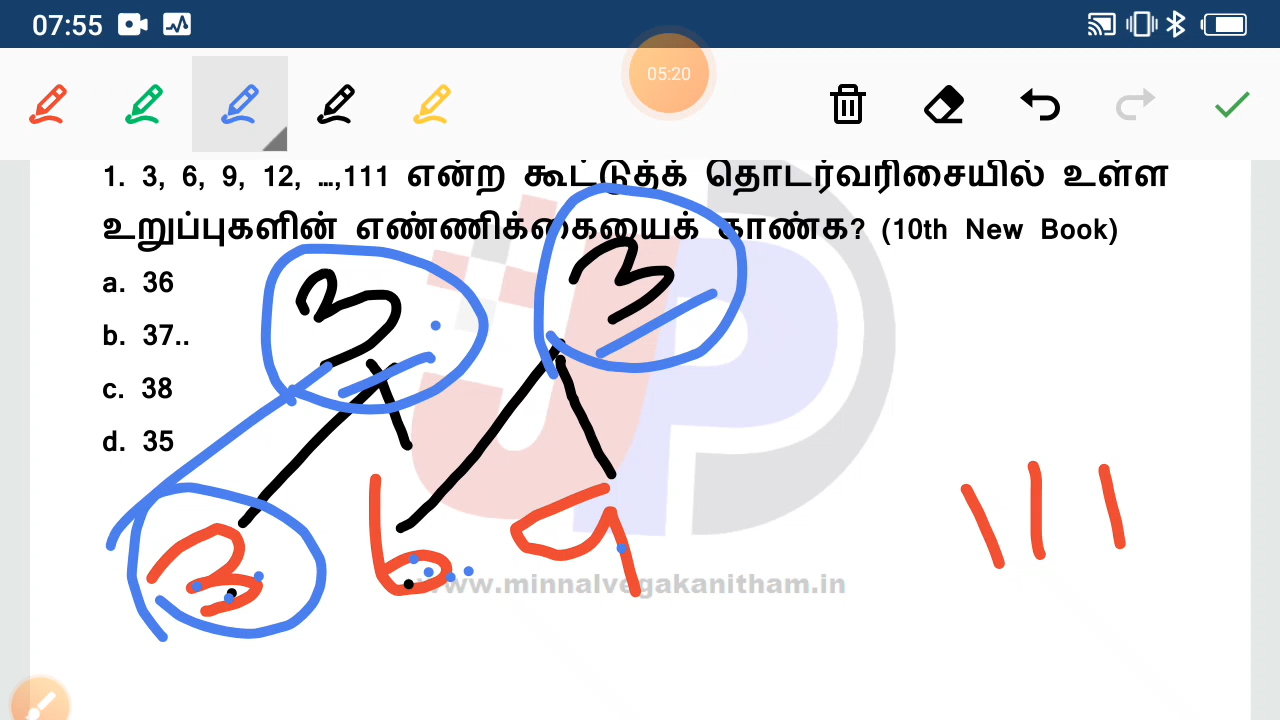 07:55
05:20
1. 3, 6, 9, 12, …,111 என்ற கூட்டுத்க் தொடர்வரிசையில் உள்ள
உறுப்புகளின் எண்ணிக்கையைக் காண்க? (10th New Book)
a. 36
b. 37..
c. 38
d. 35
3 3
3 6 9 111
www.minnalvegakanitham.in